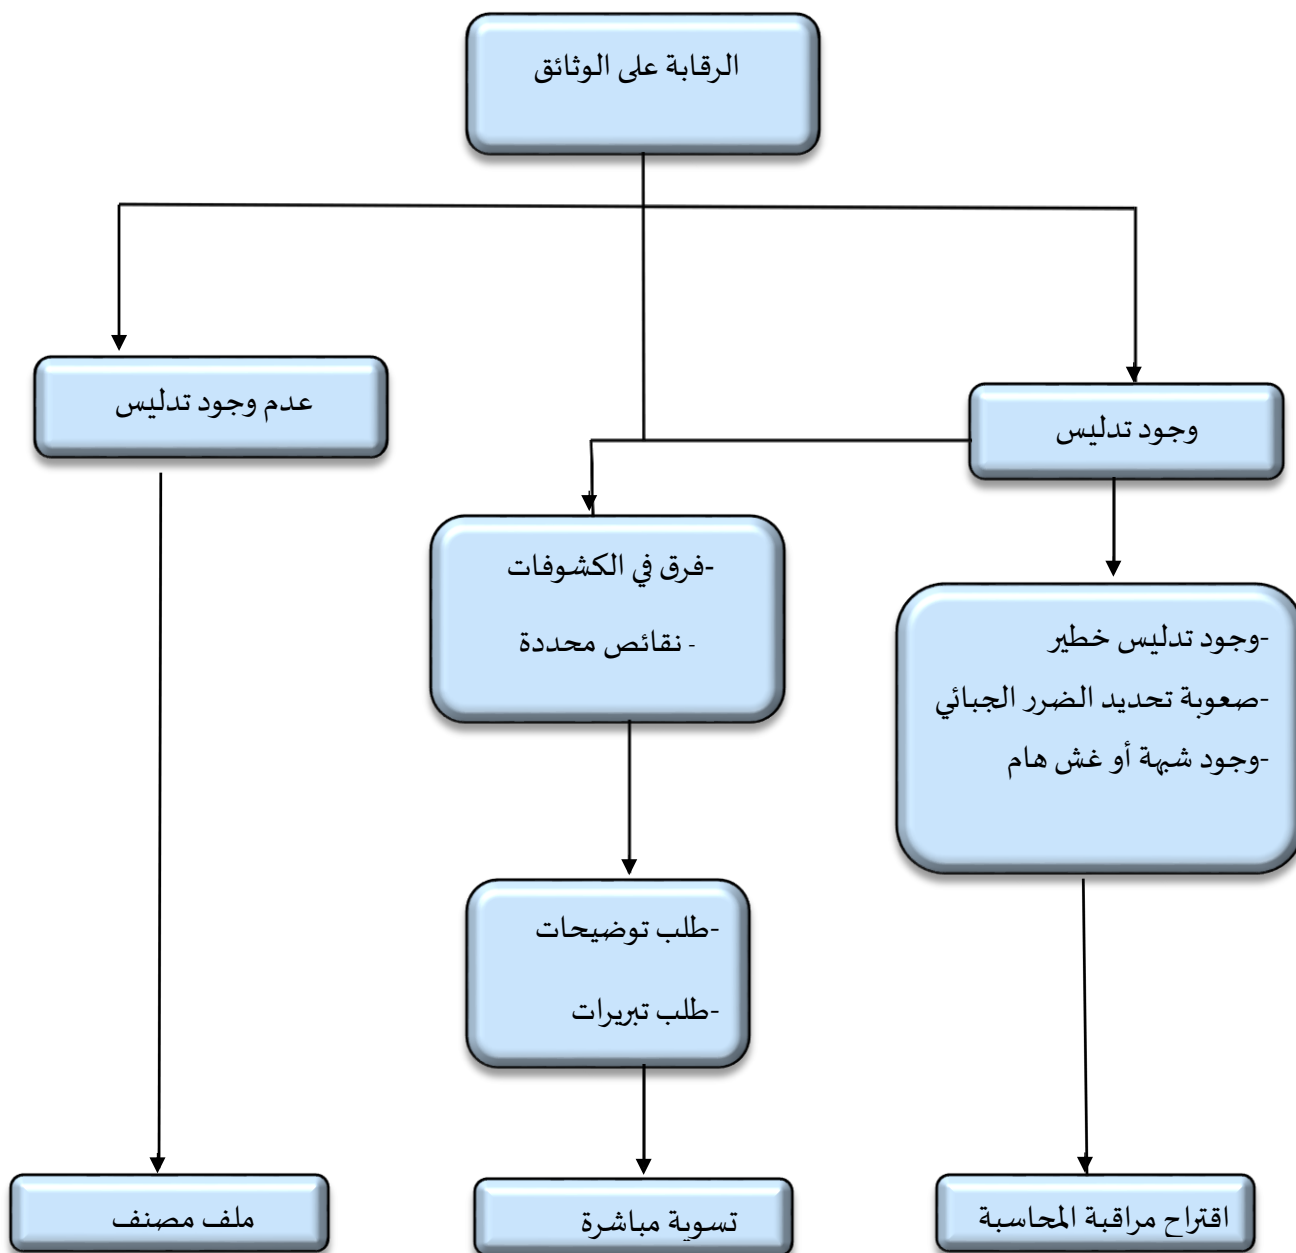 الرقابة على الوثائق
وجود تدليس
عدم وجود تدليس
-فرق في الكشوفات
- نقائص محددة
-وجود تدليس خطير
-صعوبة تحديد الضرر الجبائي
-وجود شبهة أو غش هام
-طلب توضيحات
-طلب تبريرات
اقتراح مراقبة المحاسبة
تسوية مباشرة
ملف مصنف